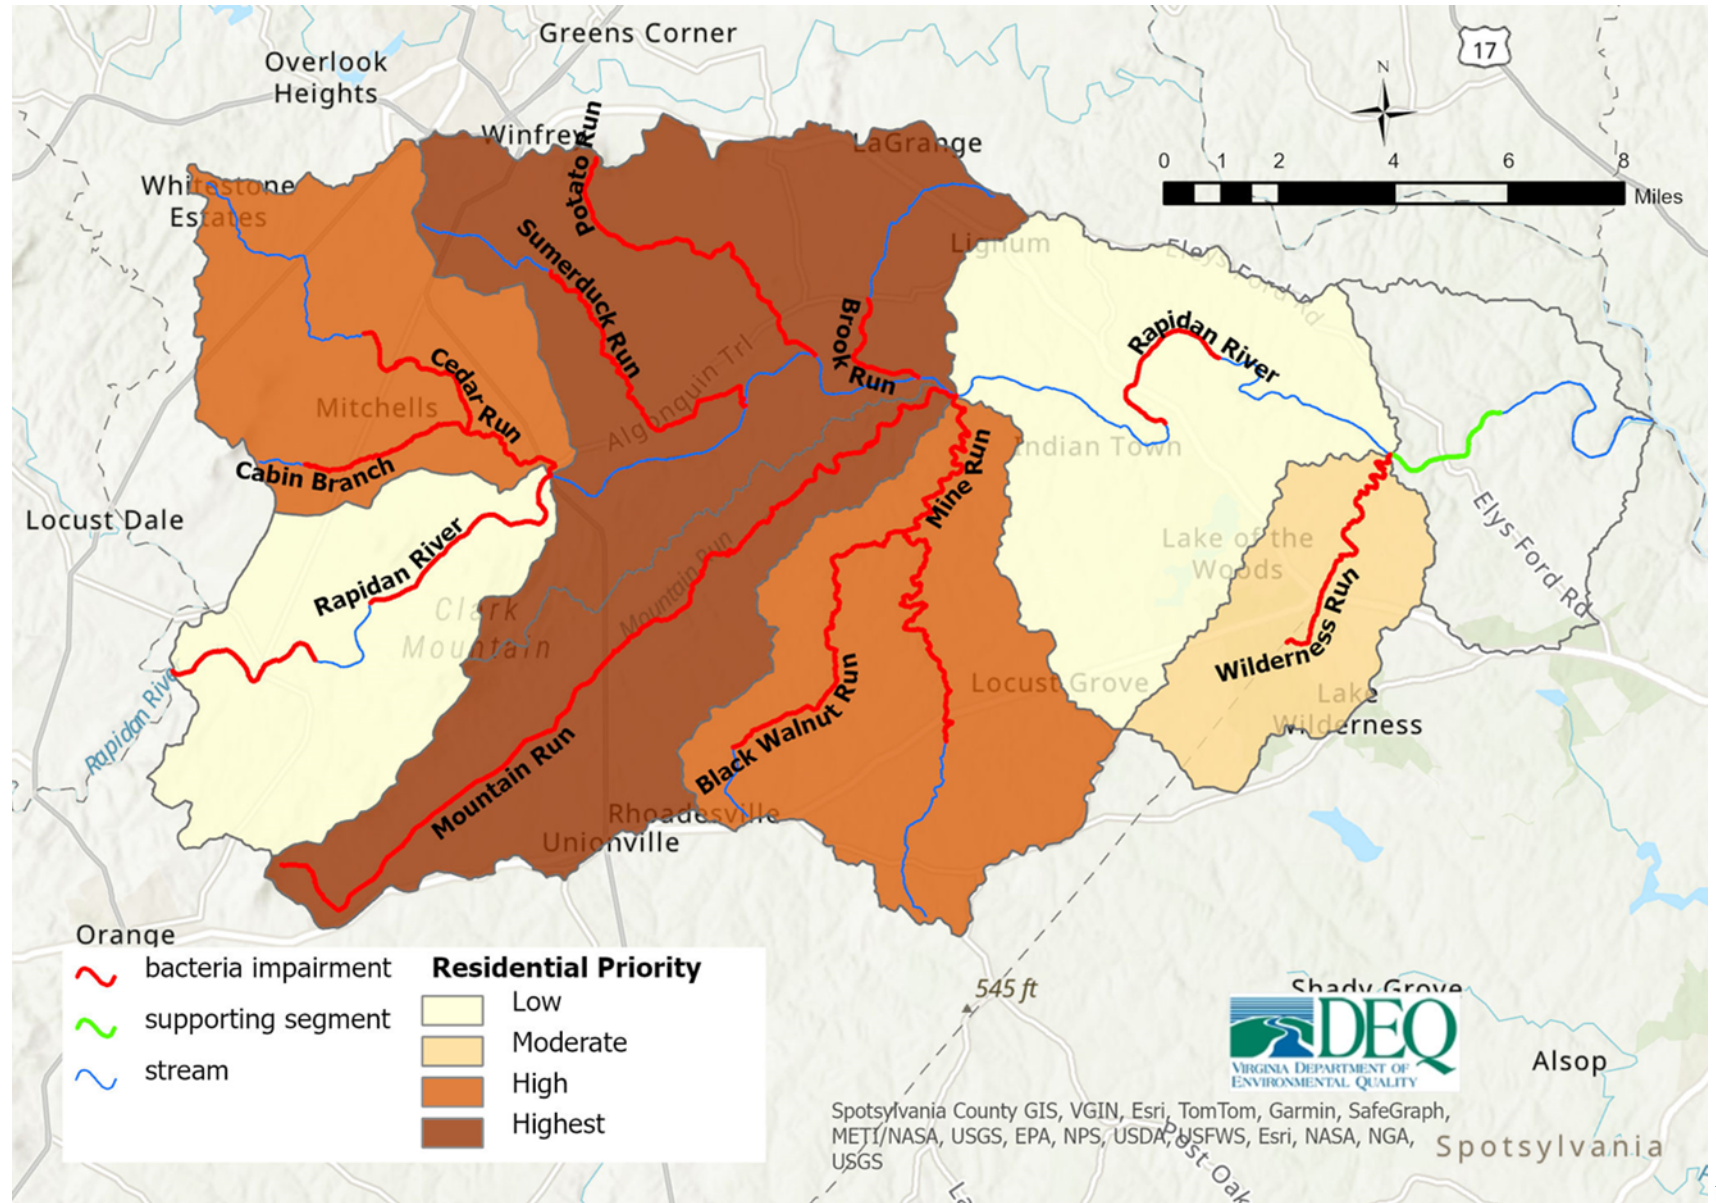 Greens Corner
17
Overlook
Heights
N
Winfrey
LaGrange
0 1 2 4 6 8
Miles
Potato Run
Whitestone
Estates
Sumerduck Run
Lignum
Eleys Ford Rd
Brook Run
Rapidan River
Algonquin Trl
Cedar Run
Mitchells
Cabin Branch
Mine Run
Indian Town
Locust Dale
Elys Ford Rd
Rapidan River
Lake of the
Woods
Clark
Mountain
Mountain Run
Wilderness Run
Rapidan River
Black Walnut Run
Locust Grove
Lake
Wilderness
Mountain Run
Rhoadesville
Unionville
Orange
bacteria impairment
supporting segment
stream
Residential Priority
Low
Moderate
High
Highest
545 ft
Shady Grove
DEQ
VIRGINIA DEPARTMENT OF
ENVIRONMENTAL QUALITY
Alsop
Spotsylvania County GIS, VGIN, Esri, TomTom, Garmin, SafeGraph,
METI/NASA, USGS, EPA, NPS, USDA, USFWS, Esri, NASA, NGA,
USGS
Post Oak
Spotsylvania